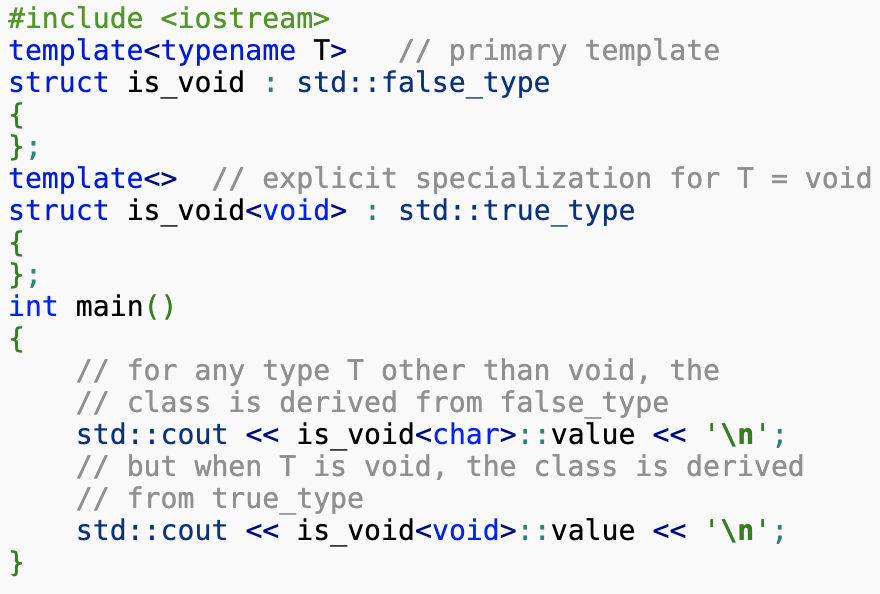 #include <iostream>
template<typename T>   // primary template
struct is_void : std::false_type
{
};
template<>  // explicit specialization for T = void
struct is_void<void> : std::true_type
{
};
int main()
{
    // for any type T other than void, the
    // class is derived from false_type
    std::cout << is_void<char>::value << '\n';
    // but when T is void, the class is derived
    // from true_type
    std::cout << is_void<void>::value << '\n';
}